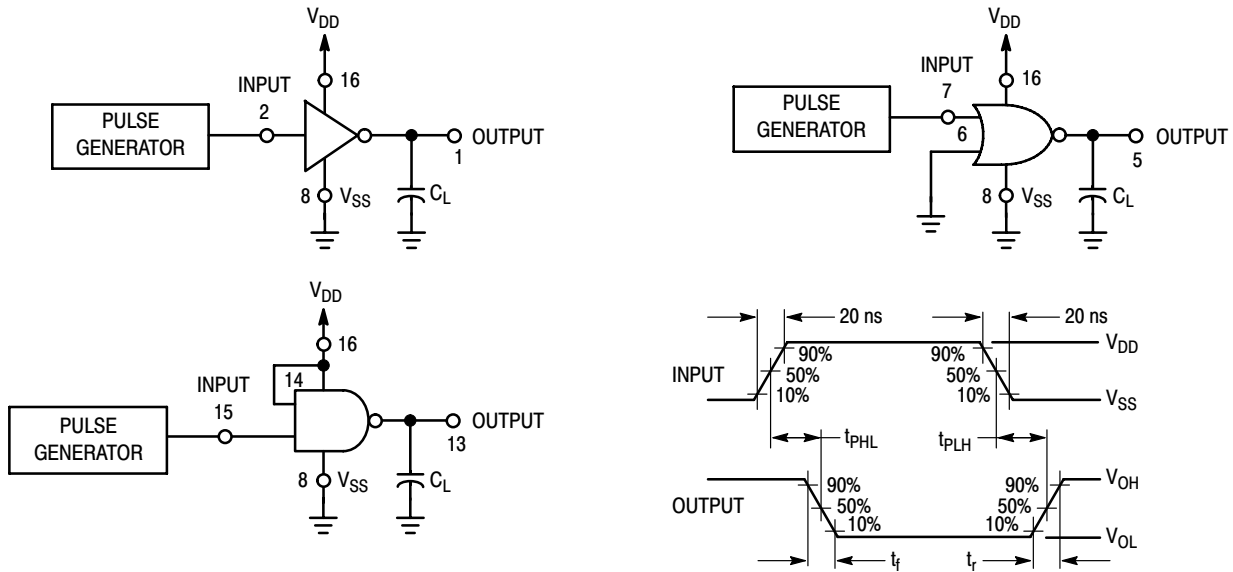 VDD
16
INPUT
2
PULSE
GENERATOR
OUTPUT
1
8
VSS
CL
VDD
16
INPUT
7
PULSE
GENERATOR
6
OUTPUT
5
8
VSS
CL
VDD
16
14
INPUT
15
PULSE
GENERATOR
OUTPUT
13
8
VSS
CL
20 ns
20 ns
INPUT
90%
50%
10%
90%
50%
10%
VDD
VSS
tPHL
tPLH
OUTPUT
90%
50%
10%
90%
50%
10%
VOH
VOL
tf
tr